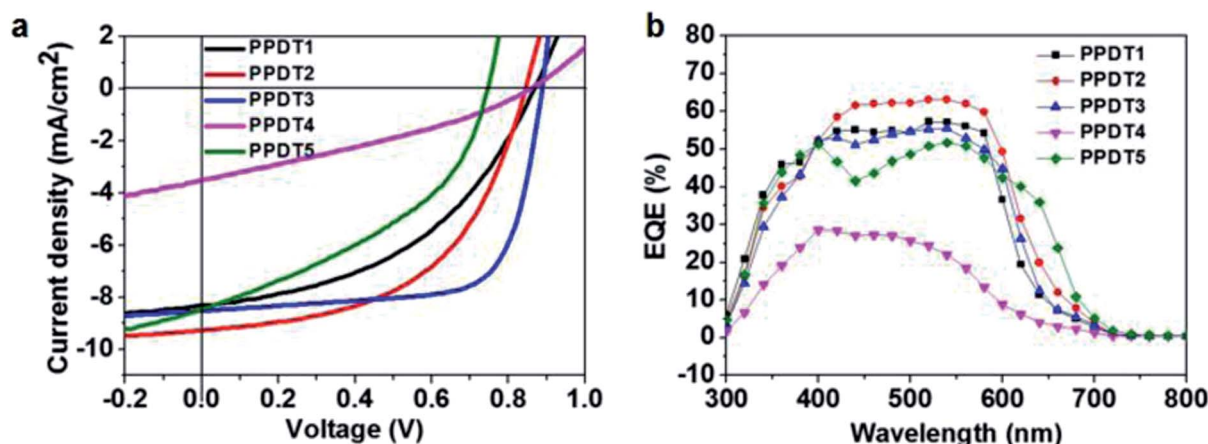 a
2
0
-2
-4
-6
-8
-10
Current density (mA/cm²)
PPDT1
PPDT2
PPDT3
PPDT4
PPDT5
-0.2 0.0 0.2 0.4 0.6 0.8 1.0
Voltage (V)
b
80
70
60
50
40
30
20
10
0
-10
EQE (%)
PPDT1
PPDT2
PPDT3
PPDT4
PPDT5
300 400 500 600 700 800
Wavelength (nm)